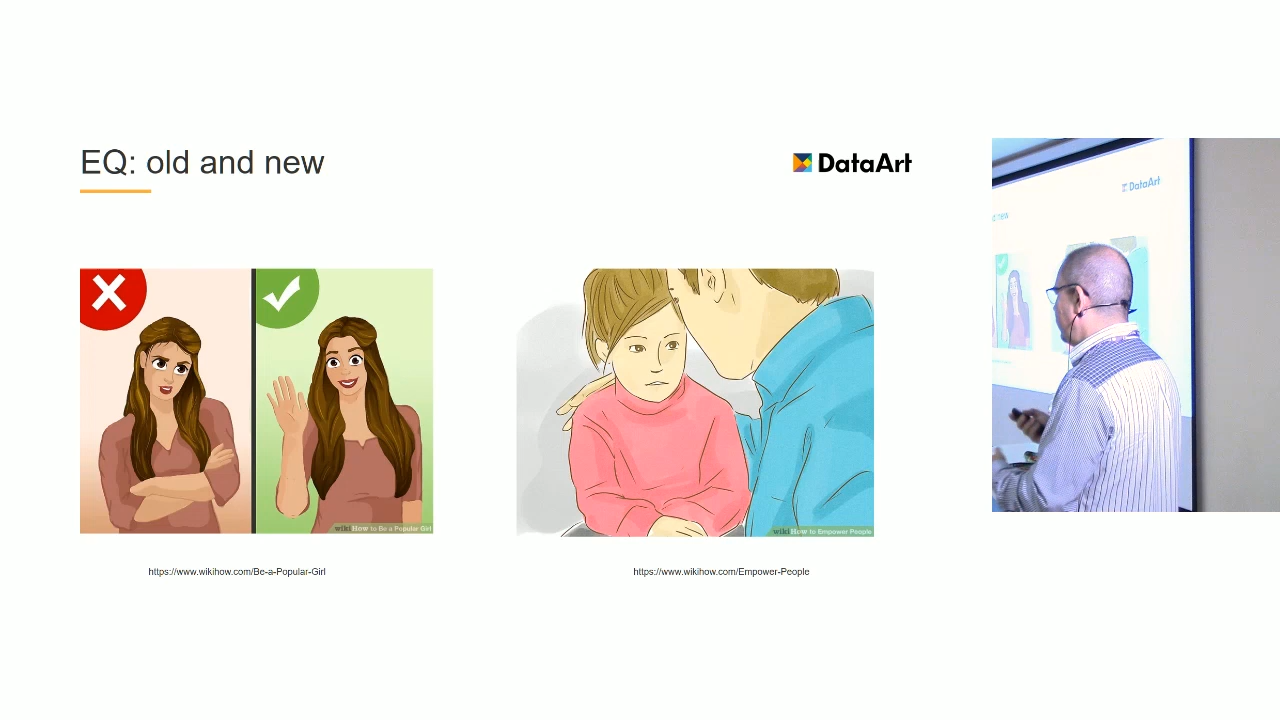 EQ: old and new
DataArt
DataArt
d new
wikiHow to Be a Popular Girl
wikiHow to Empower People
https://www.wikihow.com/Be-a-Popular-Girl
https://www.wikihow.com/Empower-People